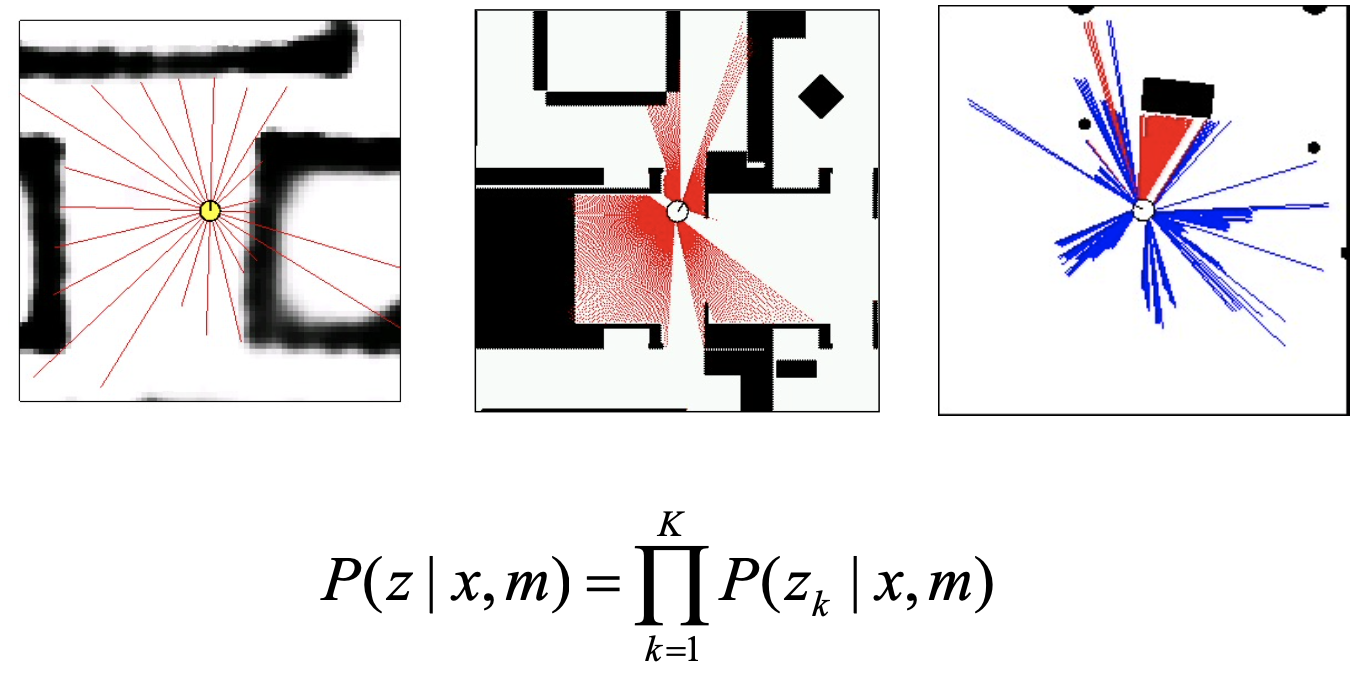 P(z | x, m) = ∏_{k=1}^{K} P(z_k | x, m)